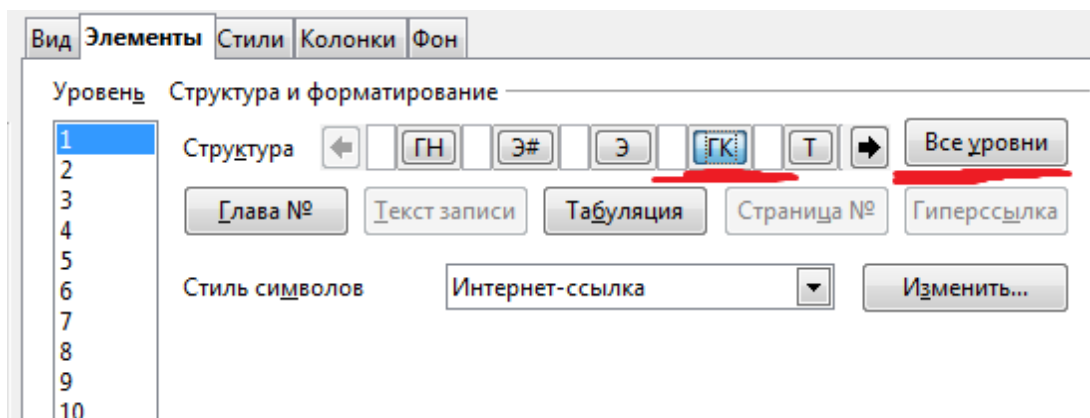 Вид Элементы Стили Колонки Фон
Уровень Структура и форматирование
1
2
3
4
5
6
7
8
9
10
Структура ГН Э# Э ГК Т Все уровни
Глава № Текст записи Табуляция Страница № Гиперссылка
Стиль символов Интернет-ссылка Изменить...